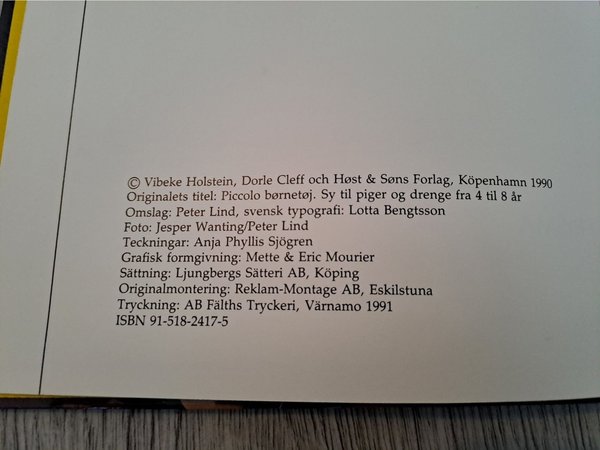 © Vibeke Holstein, Dorle Cleff och Høst & Søns Forlag, Köpenhamn 1990
Originalets titel: Piccolo børnetøj. Sy til piger og drenge fra 4 til 8 år
Omslag: Peter Lind, svensk typografi: Lotta Bengtsson
Foto: Jesper Wanting/Peter Lind
Teckningar: Anja Phyllis Sjögren
Grafisk formgivning: Mette & Eric Mourier
Sättning: Ljungbergs Sätteri AB, Köping
Originalmontering: Reklam-Montage AB, Eskilstuna
Tryckning: AB Fälths Tryckeri, Värnamo 1991
ISBN 91-518-2417-5